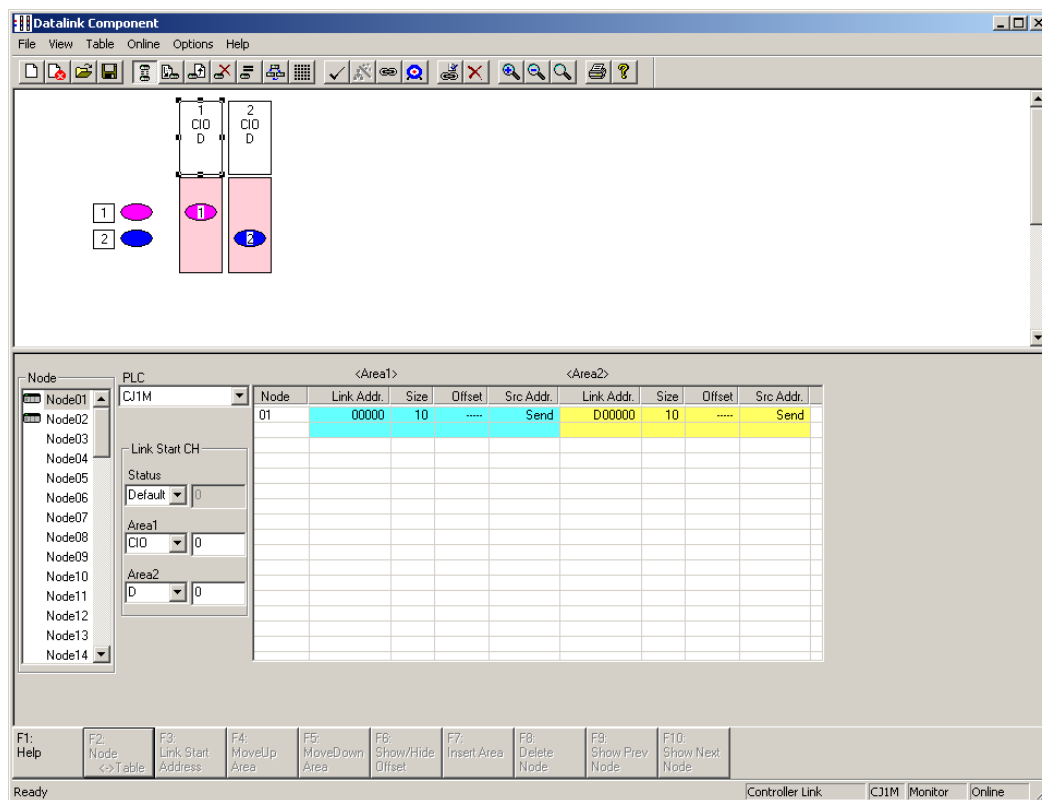 Datalink Component
File View Table Online Options Help
1 2
CIO CIO
D D
1 1
2 2
<Area1> <Area2>
Node
Node01
Node02
Node03
Node04
Node05
Node06
Node07
Node08
Node09
Node10
Node11
Node12
Node13
Node14
PLC
CJ1M
Link Start CH
Status
Default 0
Area1
CIO 0
Area2
D 0
Node Link Addr. Size Offset Src Addr. Link Addr. Size Offset Src Addr.
01 00000 10 ----- Send D00000 10 ----- Send
F1:
Help
F2:
Node
<->Table
F3:
Link Start
Address
F4:
MoveUp
Area
F5:
MoveDown
Area
F6:
Show/Hide
Offset
F7:
Insert Area
F8:
Delete
Node
F9:
Show Prev
Node
F10:
Show Next
Node
Ready Controller Link CJ1M Monitor Online